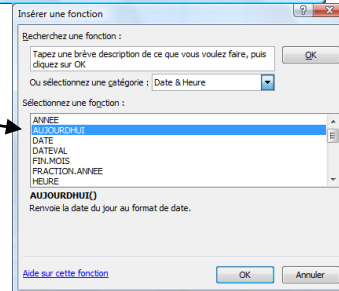 Insérer une fonction
Recherchez une fonction :
Tapez une brève description de ce que vous voulez faire, puis
cliquez sur OK
OK
Ou sélectionnez une catégorie : Date & Heure
Sélectionnez une fonction :
ANNEE
AUJOURDHUI
DATE
DATEVAL
FIN.MOIS
FRACTION.ANNEE
HEURE
AUJOURDHUI()
Renvoie la date du jour au format de date.
Aide sur cette fonction
OK
Annuler